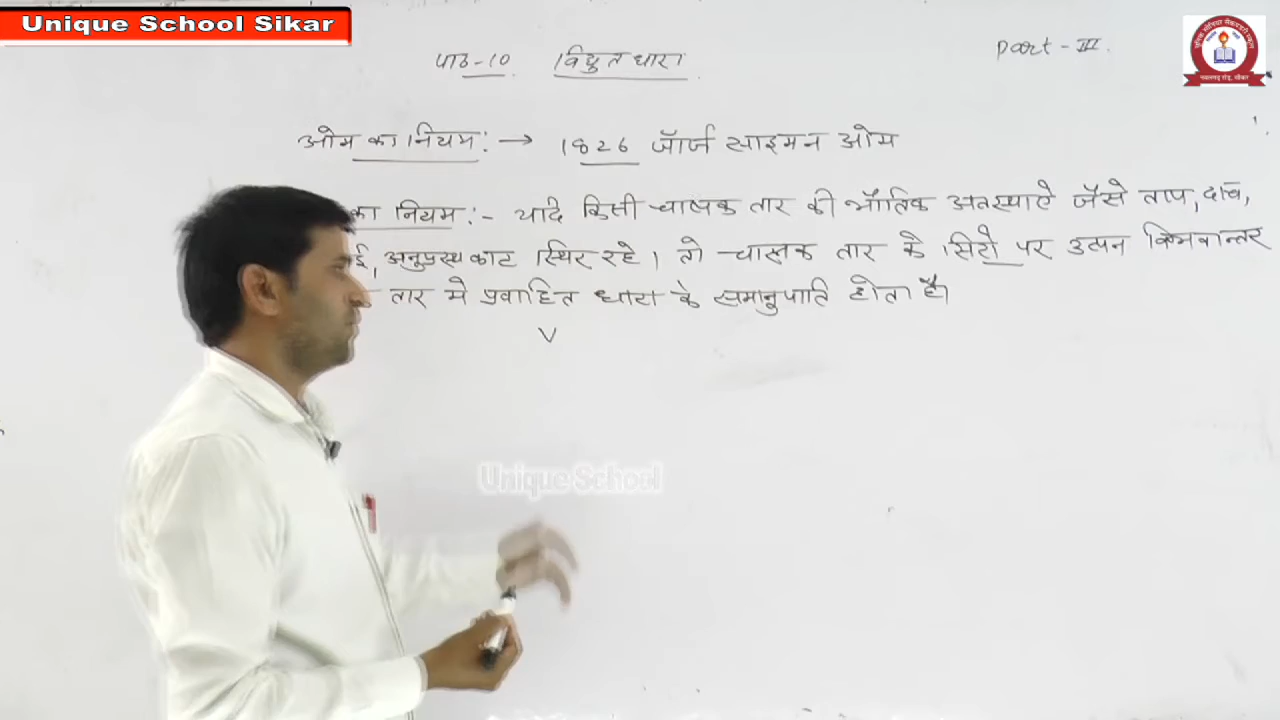 Unique School Sikar
पाठ-10 विद्युत धारा
Part - III
ओम का नियम : → 1826 जॉर्ज साइमन ओम
का नियम :- यदि किसी चालक तार की भौतिक अवस्थाऐ जैसे ताप, दाब,
अनुप्रस्थ काट स्थिर रहे। तो चालक तार के सिरो पर उत्पन विभवान्तर
तार मे प्रवाहित धारा के समानुपाति होता है।
V
Unique School